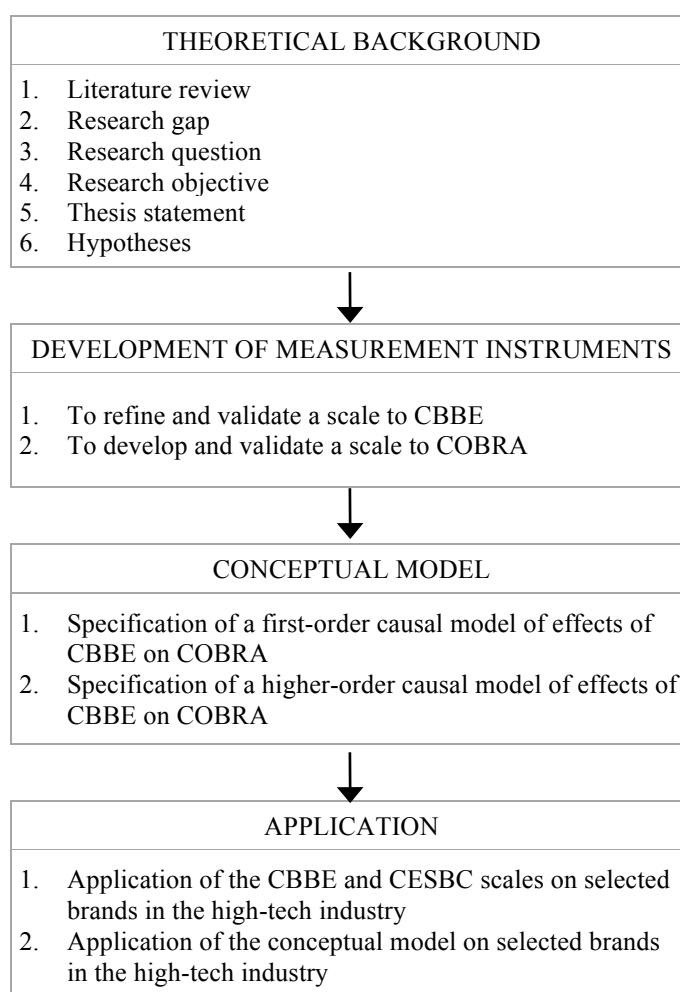 THEORETICAL BACKGROUND
1. Literature review
2. Research gap
3. Research question
4. Research objective
5. Thesis statement
6. Hypotheses
DEVELOPMENT OF MEASUREMENT INSTRUMENTS
1. To refine and validate a scale to CBBE
2. To develop and validate a scale to COBRA
CONCEPTUAL MODEL
1. Specification of a first-order causal model of effects of
CBBE on COBRA
2. Specification of a higher-order causal model of effects of
CBBE on COBRA
APPLICATION
1. Application of the CBBE and CESBC scales on selected
brands in the high-tech industry
2. Application of the conceptual model on selected brands
in the high-tech industry